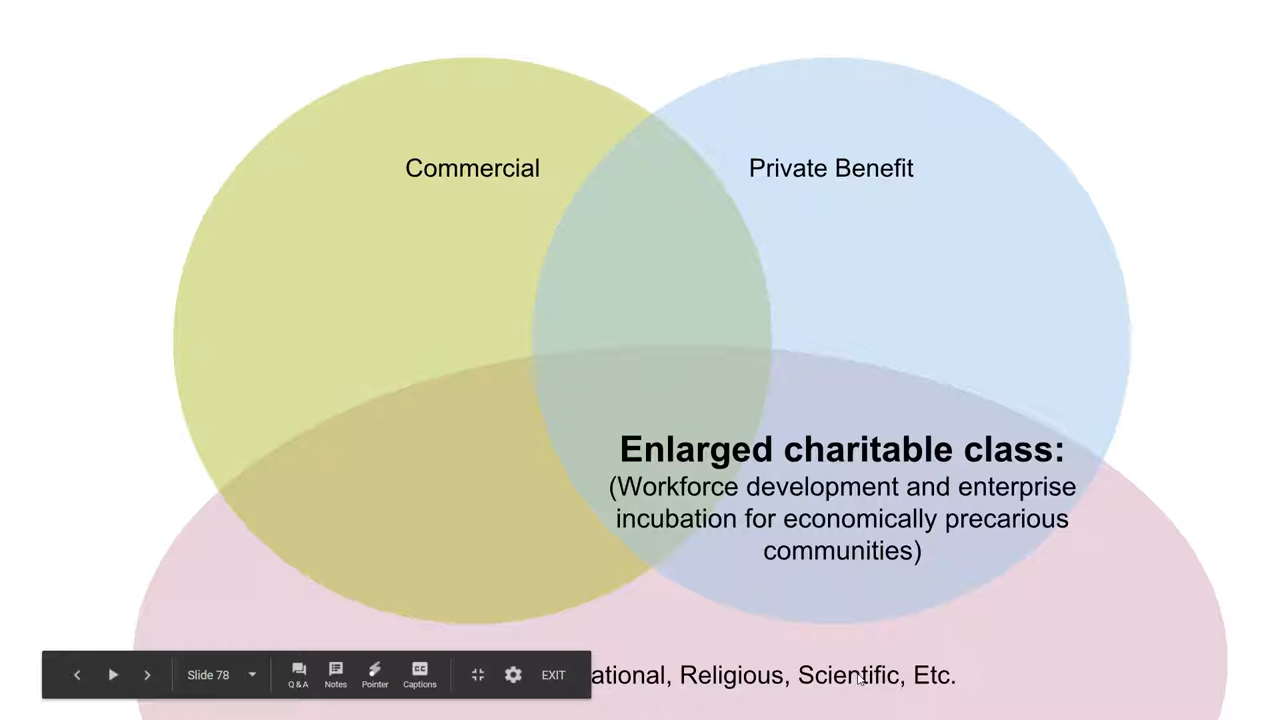 Commercial
Private Benefit
Enlarged charitable class:
(Workforce development and enterprise
incubation for economically precarious
communities)
ational, Religious, Scientific, Etc.
Slide 78
Q & A
Notes
Pointer
CC
Captions
EXIT